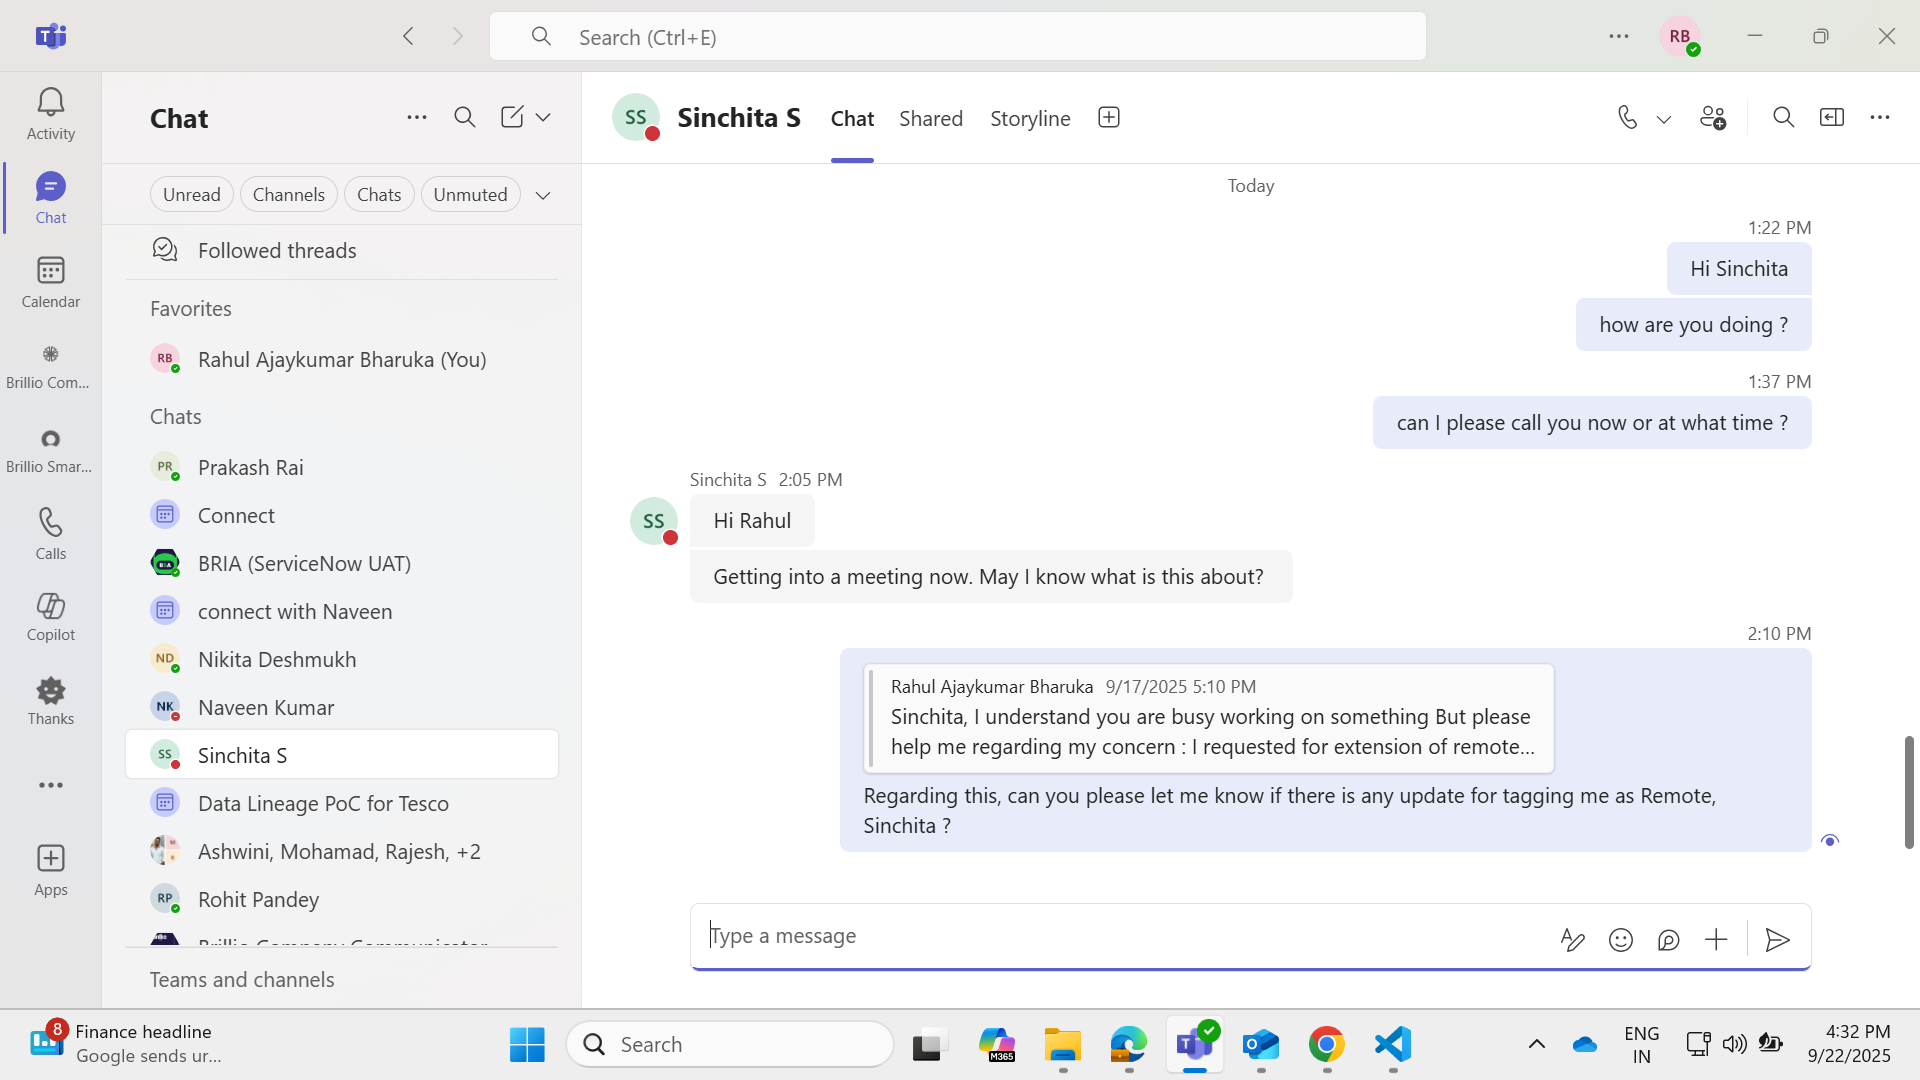 Search (Ctrl+E)
RB
Activity
Chat
Calendar
Brillio Com...
Brillio Smar...
Calls
Copilot
Thanks
Apps
Chat
Unread
Channels
Chats
Unmuted
Followed threads
Favorites
RB Rahul Ajaykumar Bharuka (You)
Chats
PR Prakash Rai
Connect
BRIA (ServiceNow UAT)
connect with Naveen
ND Nikita Deshmukh
NK Naveen Kumar
SS Sinchita S
Data Lineage PoC for Tesco
Ashwini, Mohamad, Rajesh, +2
RP Rohit Pandey
Brillio Company Communicator
Teams and channels
SS Sinchita S Chat Shared Storyline
Today
1:22 PM
Hi Sinchita
how are you doing ?
1:37 PM
can I please call you now or at what time ?
Sinchita S 2:05 PM
SS Hi Rahul
Getting into a meeting now. May I know what is this about?
2:10 PM
Rahul Ajaykumar Bharuka 9/17/2025 5:10 PM
Sinchita, I understand you are busy working on something But please
help me regarding my concern : I requested for extension of remote...
Regarding this, can you please let me know if there is any update for tagging me as Remote,
Sinchita ?
Type a message
8 Finance headline
Google sends ur...
Search
M365
ENG
IN
4:32 PM
9/22/2025